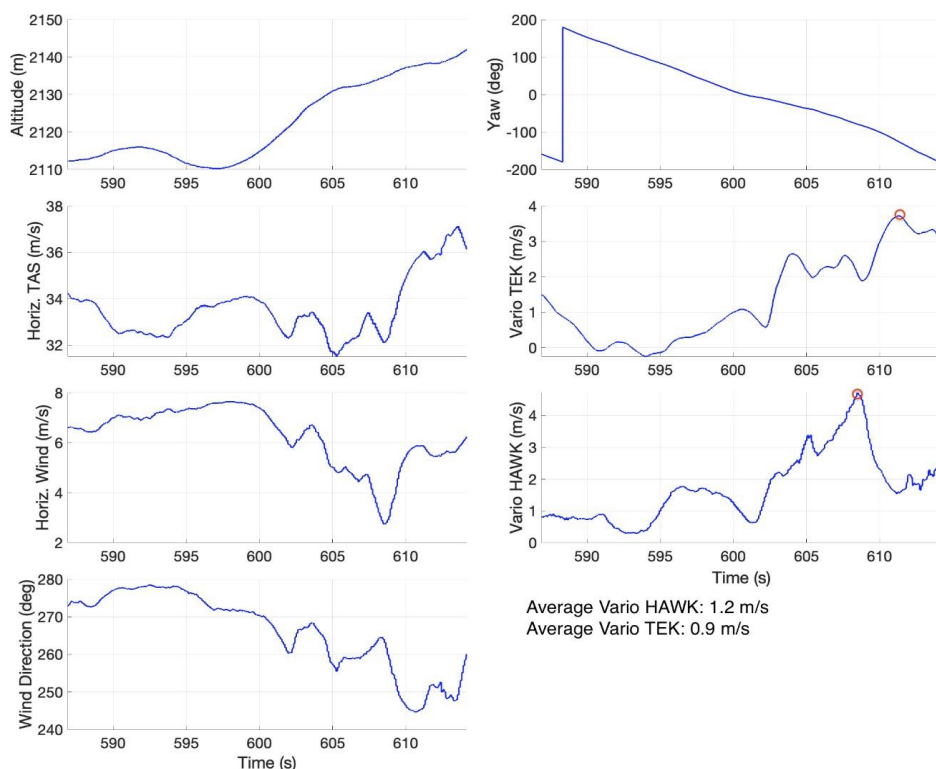 Altitude (m)
2150
2140
2130
2120
2110
590 595 600 605 610
Yaw (deg)
200
100
0
-100
-200
590 595 600 605 610
Horiz. TAS (m/s)
36
34
32
590 595 600 605 610
Vario TEK (m/s)
4
3
2
1
0
590 595 600 605 610
Horiz. Wind (m/s)
8
6
4
2
590 595 600 605 610
Vario HAWK (m/s)
4
3
2
1
0
590 595 600 605 610
Time (s)
Average Vario HAWK: 1.2 m/s
Average Vario TEK: 0.9 m/s
Wind Direction (deg)
280
270
260
250
240
590 595 600 605 610
Time (s)